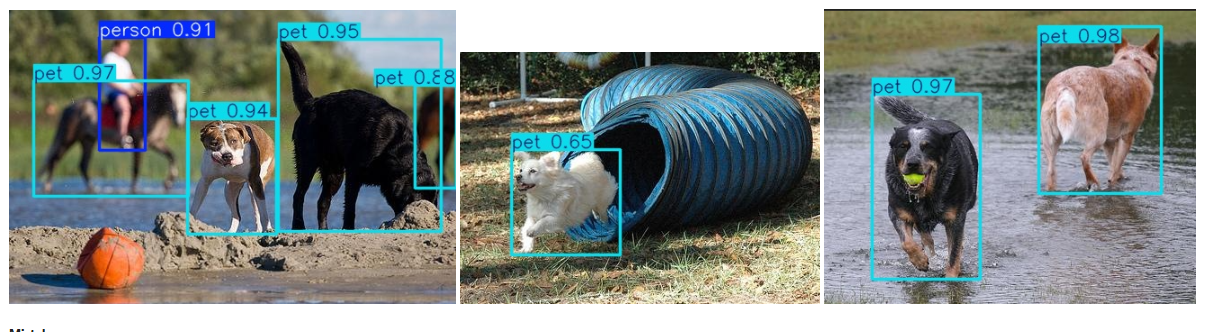 person 0.91
pet 0.95
pet 0.97
pet 0.88
pet 0.94
pet 0.65
pet 0.98
pet 0.97